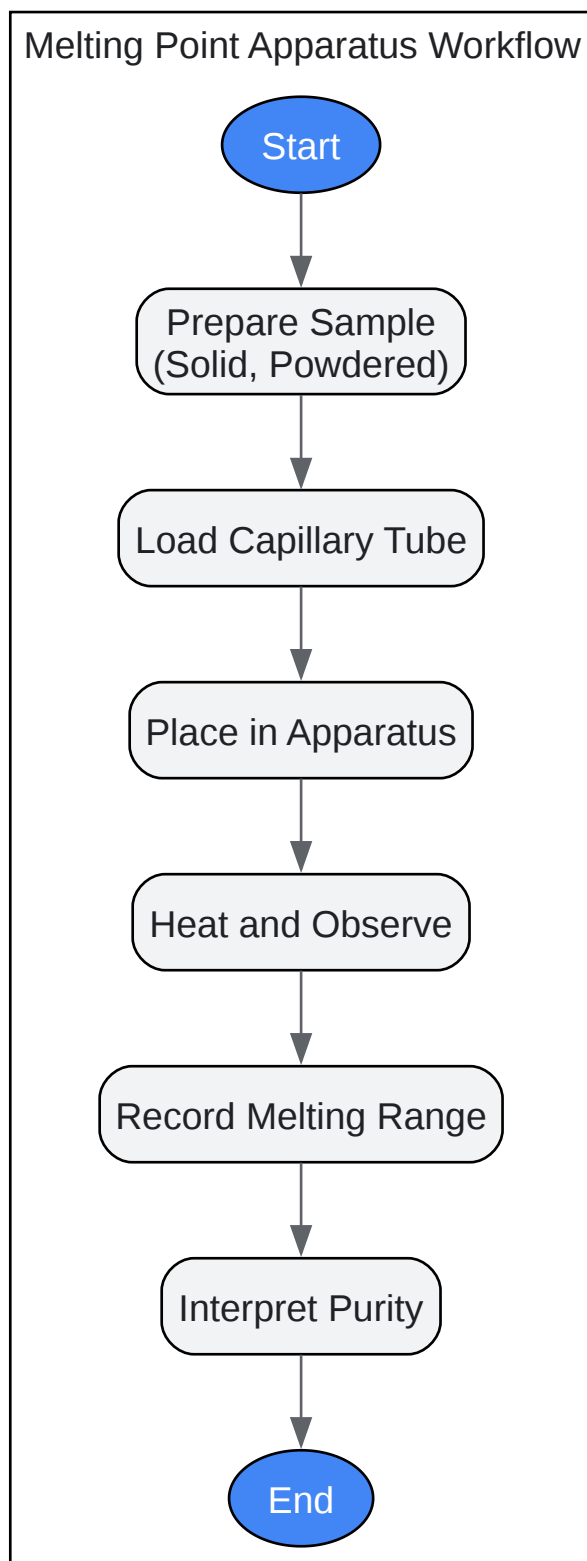 Melting Point Apparatus Workflow
Start
Prepare Sample
(Solid, Powdered)
Load Capillary Tube
Place in Apparatus
Heat and Observe
Record Melting Range
Interpret Purity
End